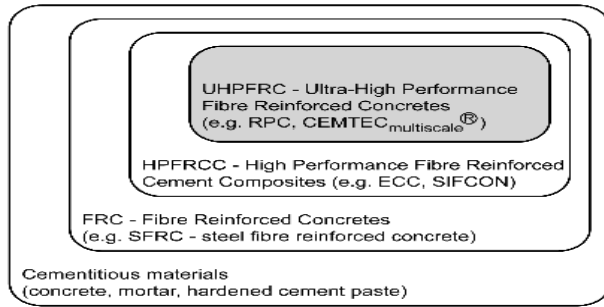 UHPFRC - Ultra-High Performance
Fibre Reinforced Concretes
(e.g. RPC, CEMTECmultiscale®)
HPFRCC - High Performance Fibre Reinforced
Cement Composites (e.g. ECC, SIFCON)
FRC - Fibre Reinforced Concretes
(e.g. SFRC - steel fibre reinforced concrete)
Cementitious materials
(concrete, mortar, hardened cement paste)